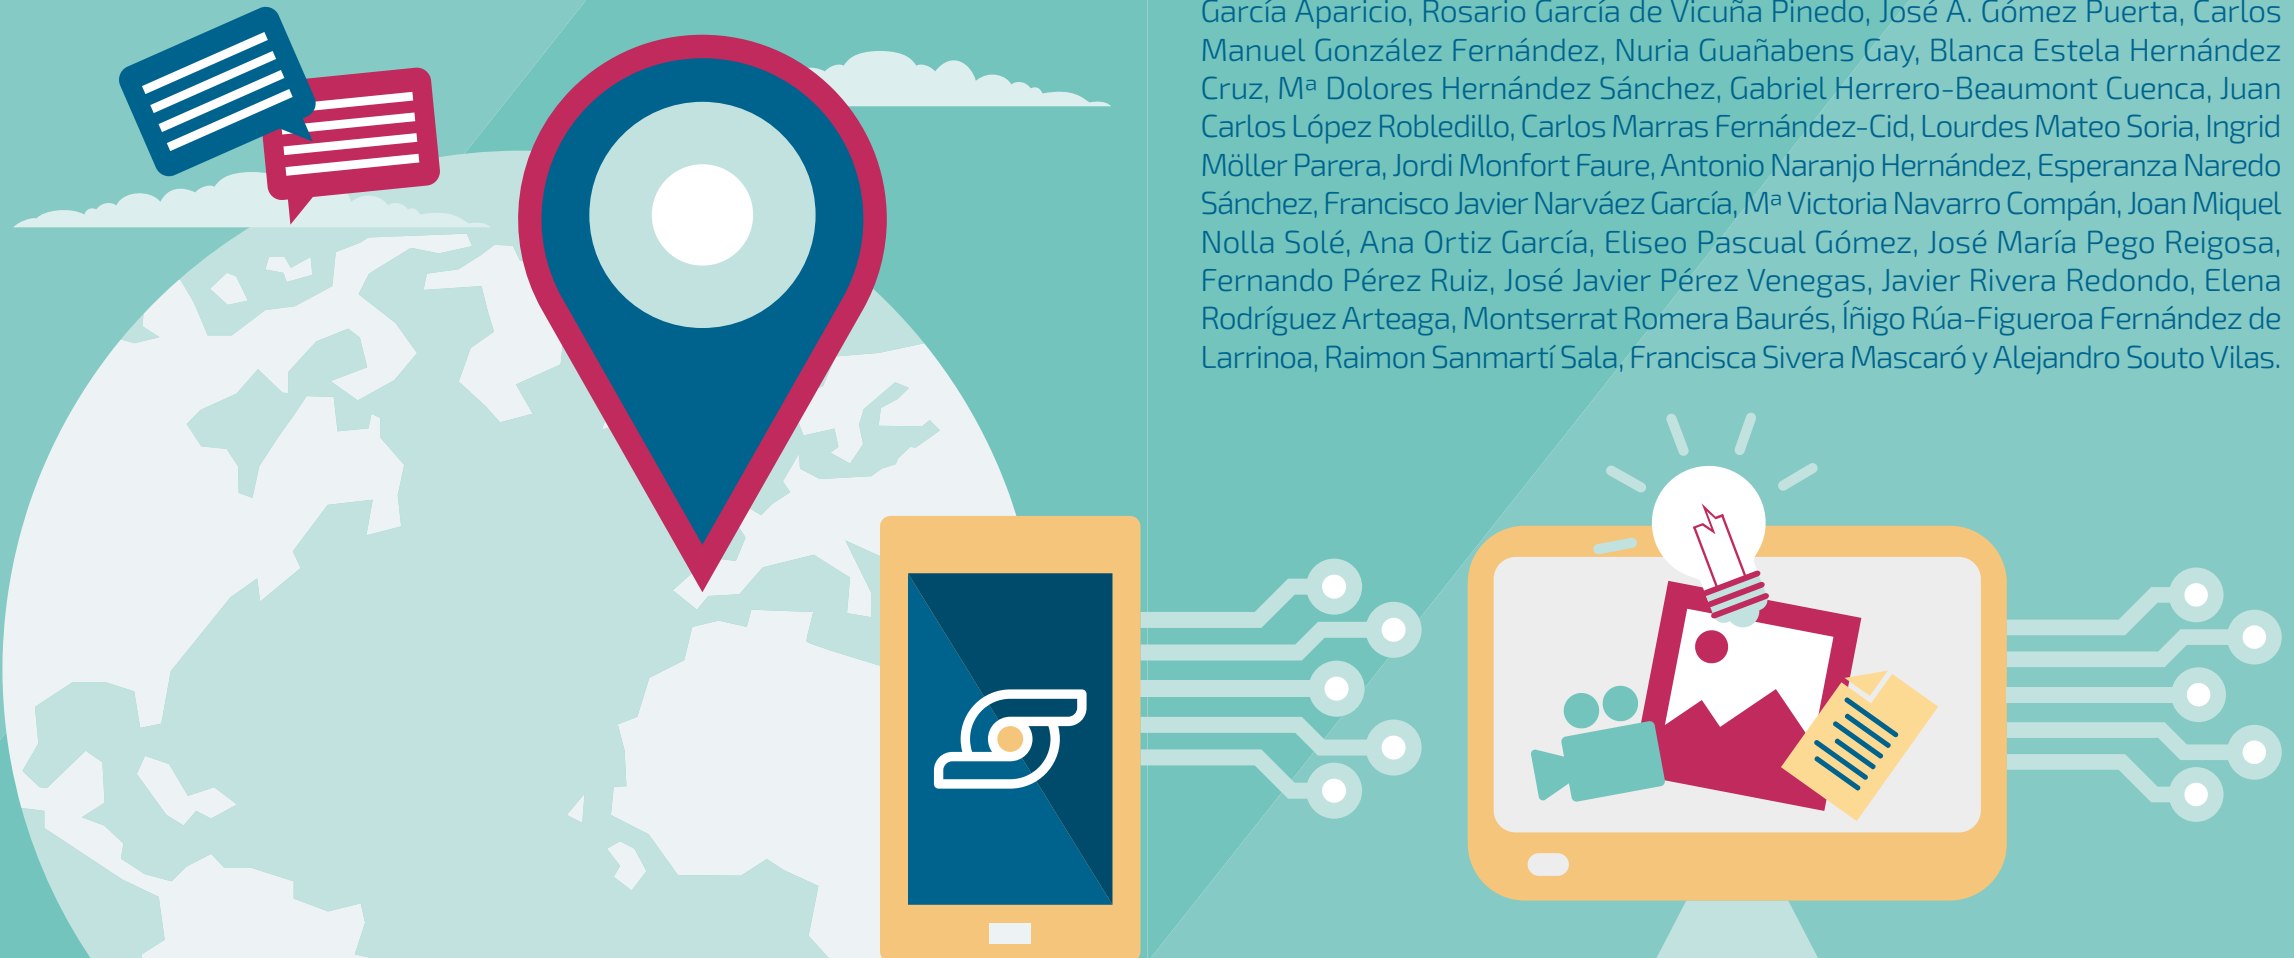 García Aparicio, Rosario García de Vicuña Pinedo, José A. Gómez Puerta, Carlos
Manuel González Fernández, Nuria Guañabens Gay, Blanca Estela Hernández
Cruz, Mª Dolores Hernández Sánchez, Gabriel Herrero-Beaumont Cuenca, Juan
Carlos López Robledillo, Carlos Marras Fernández-Cid, Lourdes Mateo Soria, Ingrid
Möller Parera, Jordi Monfort Faure, Antonio Naranjo Hernández, Esperanza Naredo
Sánchez, Francisco Javier Narváez García, Mª Victoria Navarro Compán, Joan Miquel
Nolla Solé, Ana Ortiz García, Eliseo Pascual Gómez, José María Pego Reigosa,
Fernando Pérez Ruiz, José Javier Pérez Venegas, Javier Rivera Redondo, Elena
Rodríguez Arteaga, Montserrat Romera Baurés, Íñigo Rúa-Figueroa Fernández de
Larrinoa, Raimon Sanmartí Sala, Francisca Sivera Mascaró y Alejandro Souto Vilas.